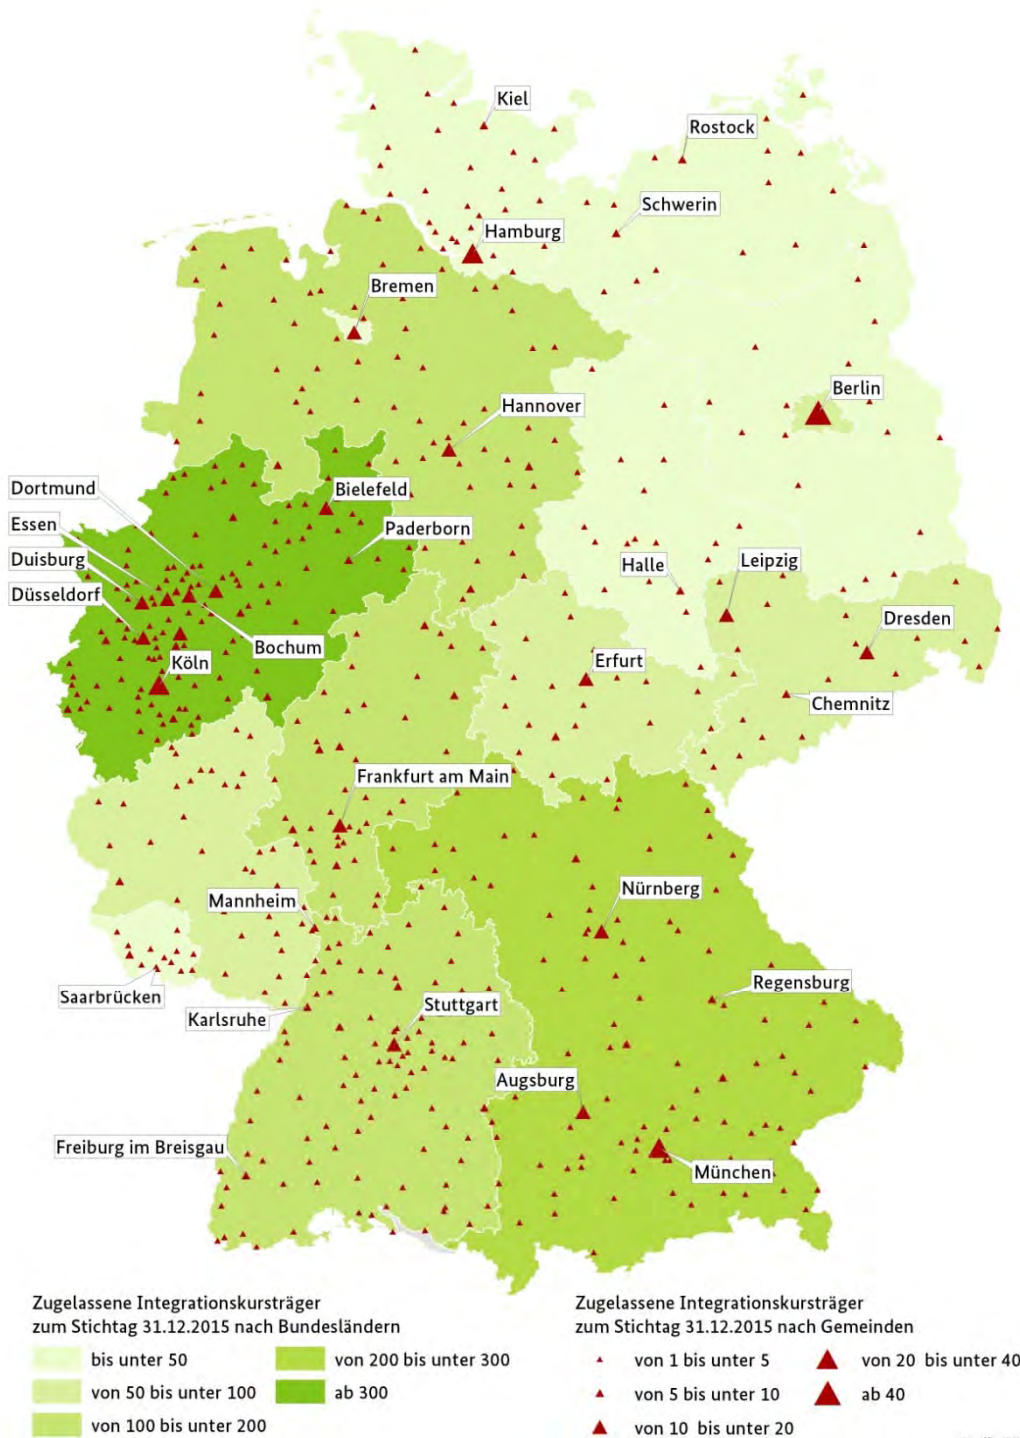 Kiel
Rostock
Schwerin
Hamburg
Bremen
Berlin
Hannover
Dortmund
Bielefeld
Essen
Paderborn
Duisburg
Halle
Leipzig
Düsseldorf
Dresden
Bochum
Köln
Erfurt
Chemnitz
Frankfurt am Main
Mannheim
Nürnberg
Saarbrücken
Regensburg
Karlsruhe
Stuttgart
Augsburg
Freiburg im Breisgau
München
Zugelassene Integrationskursträger
zum Stichtag 31.12.2015 nach Bundesländern
bis unter 50
von 50 bis unter 100
von 100 bis unter 200
von 200 bis unter 300
ab 300
Zugelassene Integrationskursträger
zum Stichtag 31.12.2015 nach Gemeinden
von 1 bis unter 5
von 5 bis unter 10
von 10 bis unter 20
von 20 bis unter 40
ab 40